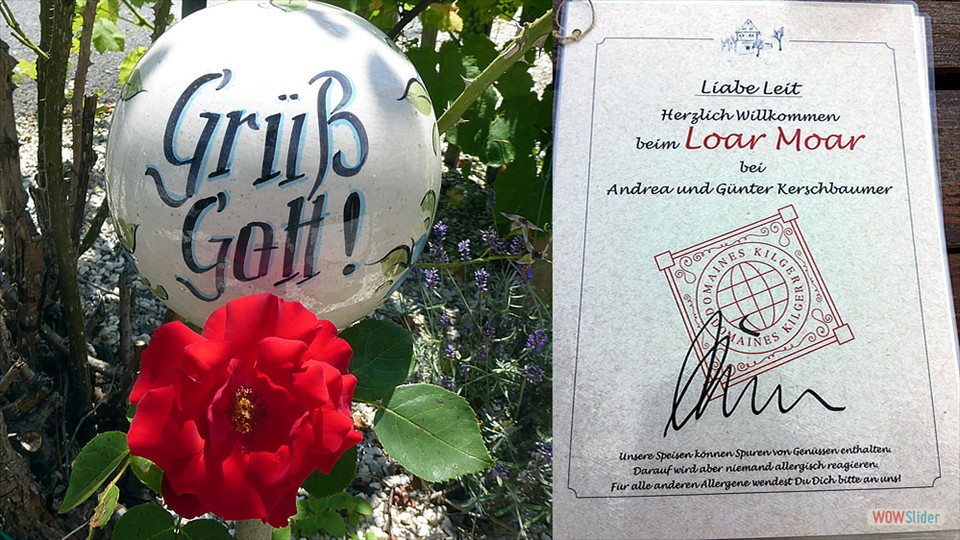 Grüß
Gott!
Liabe Leit
Herzlich Willkommen
beim Loar Moar
bei
Andrea und Günter Kerschbaumer
DOMAINES KILGER
DOMAINES KILGER
Unsere Speisen können Spuren von Genüssen enthalten.
Darauf wird aber niemand allergisch reagieren.
Für alle anderen Allergene wendest Du Dich bitte an uns!
WOWSlider